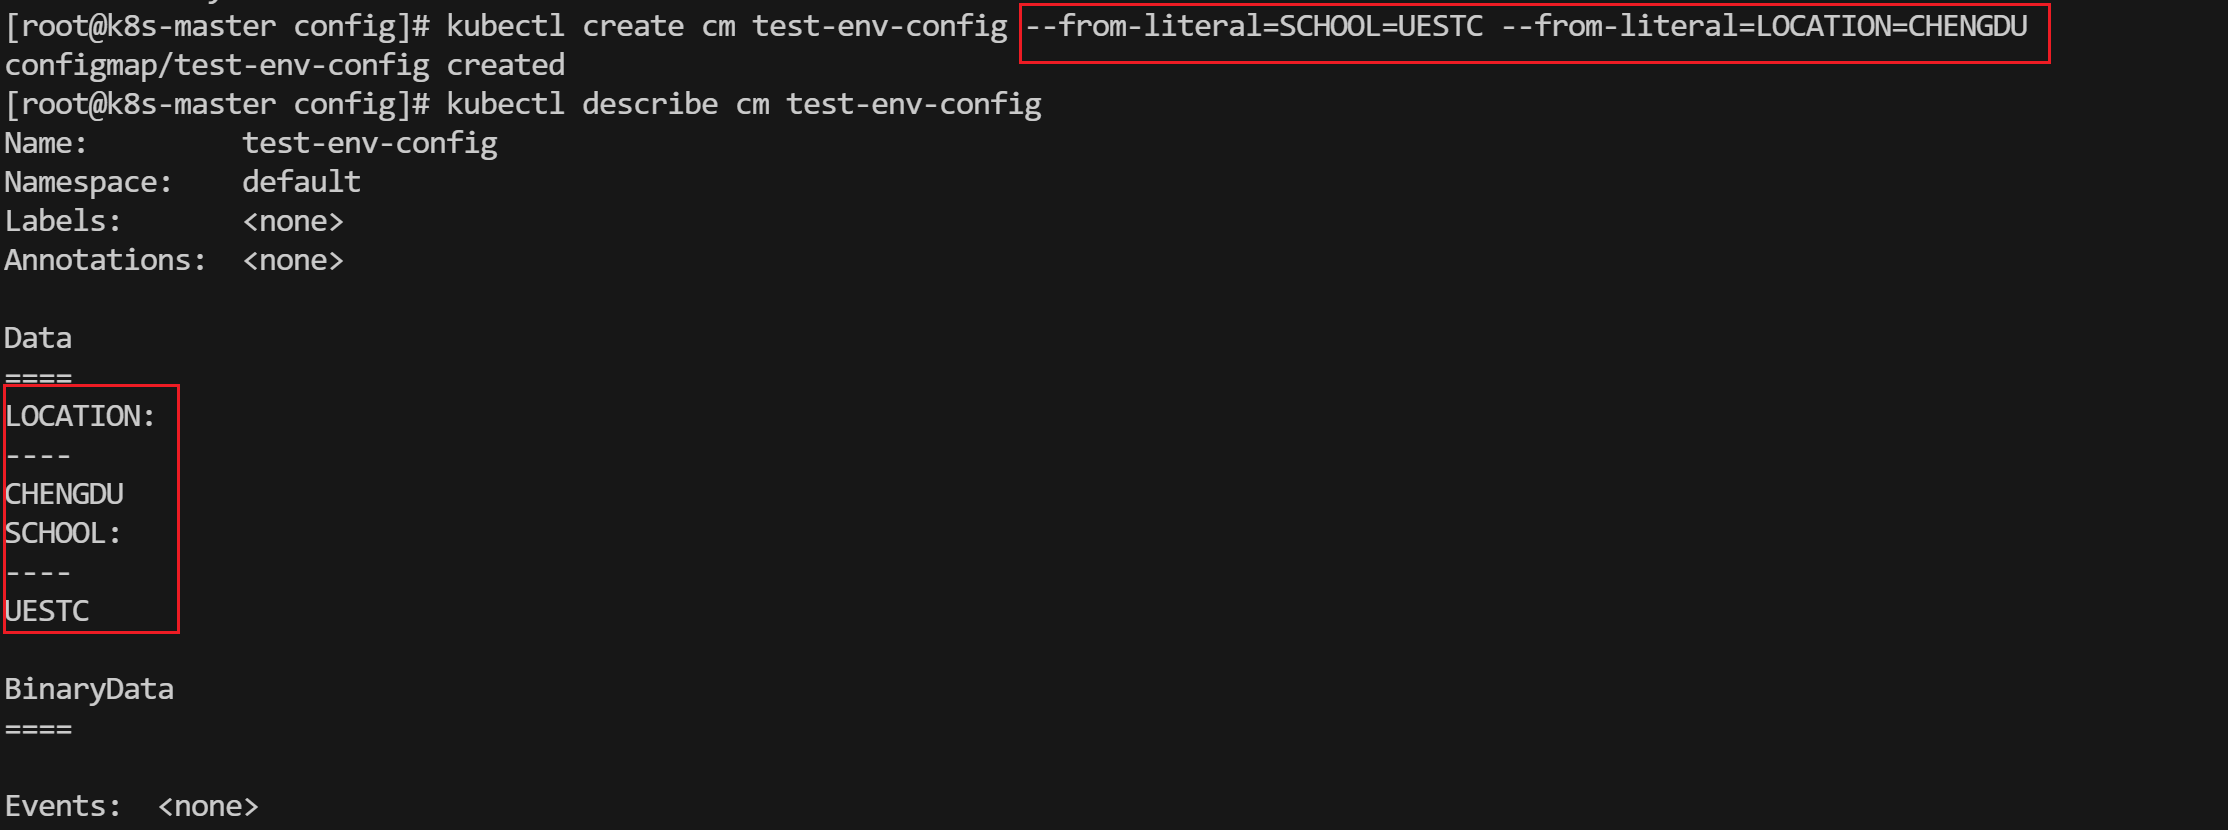 [root@k8s-master config]# kubectl create cm test-env-config --from-literal=SCHOOL=UESTC --from-literal=LOCATION=CHENGDU
configmap/test-env-config created
[root@k8s-master config]# kubectl describe cm test-env-config
Name:         test-env-config
Namespace:    default
Labels:       <none>
Annotations:  <none>

Data
====
LOCATION:
----
CHENGDU
SCHOOL:
----
UESTC

BinaryData
====

Events:  <none>